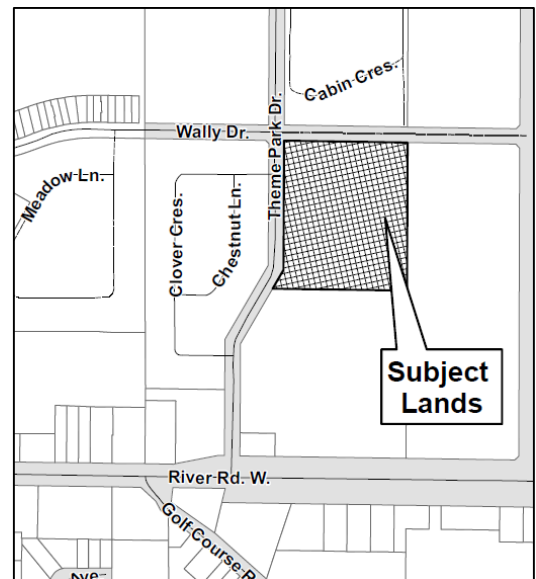 Cabin Cres.
Wally Dr.
Theme Park Dr.
Meadow Ln.
Clover Cres.
Chestnut Ln.
Subject
Lands
River Rd. W.
Golf Course R
Ave